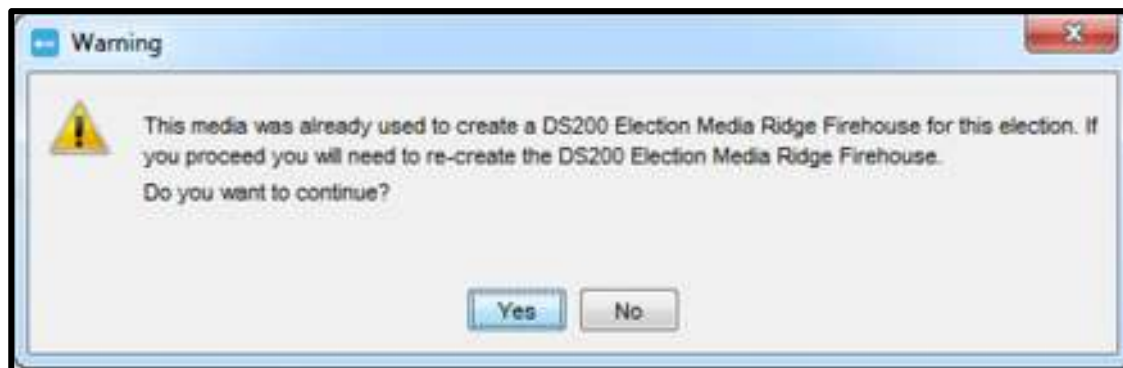 Warning
This media was already used to create a DS200 Election Media Ridge Firehouse for this election. If
you proceed you will need to re-create the DS200 Election Media Ridge Firehouse.
Do you want to continue?
Yes No